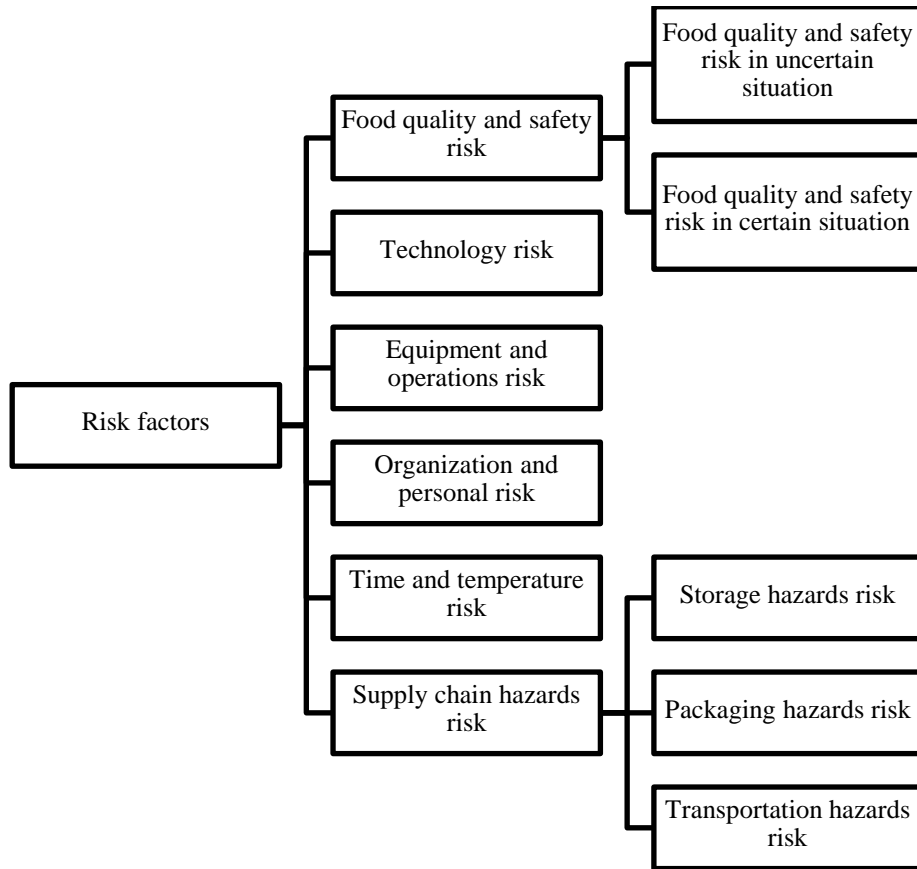 Food quality and safety
risk in uncertain
situation
Food quality and safety
risk
Food quality and safety
risk in certain situation
Technology risk
Equipment and
operations risk
Risk factors
Organization and
personal risk
Time and temperature
risk
Storage hazards risk
Supply chain hazards
risk
Packaging hazards risk
Transportation hazards
risk